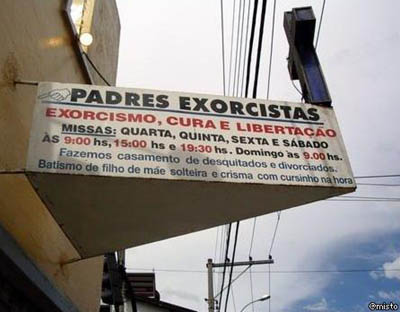 PADRES EXORCISTAS
EXORCISMO, CURA E LIBERTAÇÃO
MISSAS: QUARTA, QUINTA, SEXTA E SÁBADO
ÀS 9:00 hs, 15:00 hs e 19:30 hs. Domingo às 9.00 hs.
Fazemos casamento de desquitados e divorciados.
Batismo de filho de mãe solteira e crisma com cursinho na hora
@misto